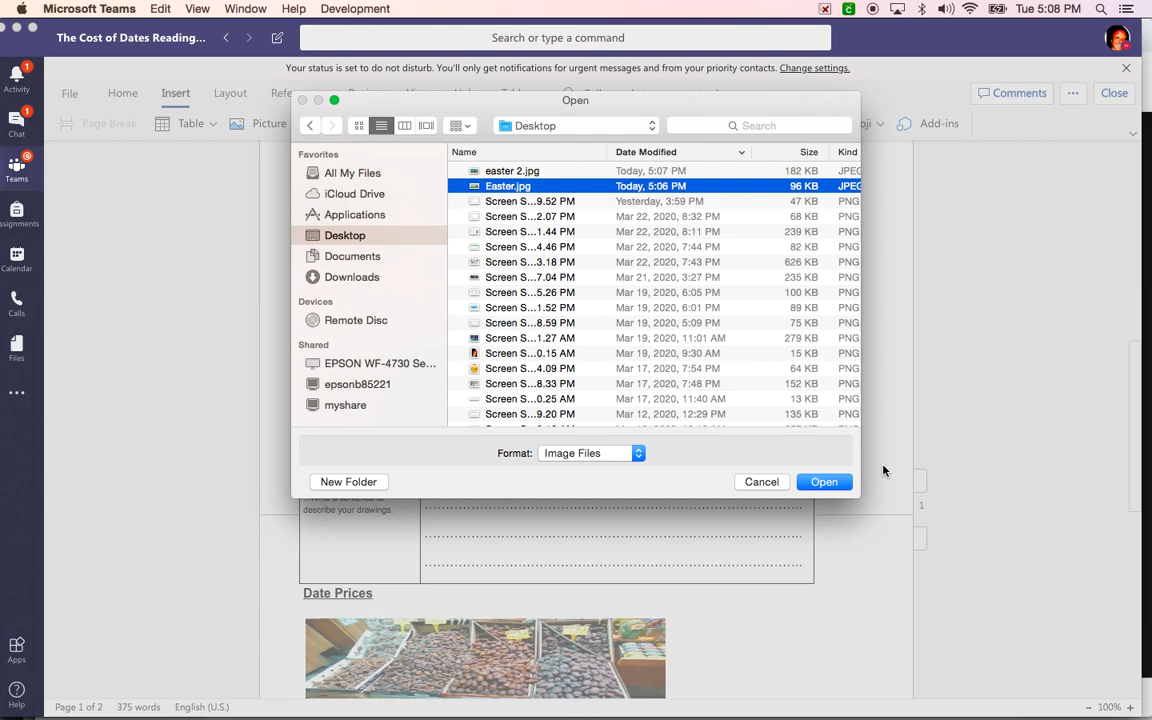 Microsoft Teams Edit View Window Help Development Tue 5:08 PM
The Cost of Dates Reading... Search or type a command
Your status is set to do not disturb. You'll only get notifications for urgent messages and from your priority contacts. Change settings.
File Home Insert Layout Comments ... Close
Page Break Table Picture Add-ins
1
Activity
1
Chat
@
Teams
ssignments
Calendar
Calls
Files
...
Apps
Help
Open
Desktop Search
Favorites
All My Files
iCloud Drive
Applications
Desktop
Documents
Downloads
Devices
Remote Disc
Shared
EPSON WF-4730 Se...
epsonb85221
myshare
Name Date Modified Size Kind
easter 2.jpg Today, 5:07 PM 182 KB JPEG
Easter.jpg Today, 5:06 PM 96 KB JPEG
Screen S...9.52 PM Yesterday, 3:59 PM 47 KB PNG
Screen S...2.07 PM Mar 22, 2020, 8:32 PM 68 KB PNG
Screen S...1.44 PM Mar 22, 2020, 8:11 PM 239 KB PNG
Screen S...4.46 PM Mar 22, 2020, 7:44 PM 82 KB PNG
Screen S...3.18 PM Mar 22, 2020, 7:43 PM 626 KB PNG
Screen S...7.04 PM Mar 21, 2020, 3:27 PM 235 KB PNG
Screen S...5.26 PM Mar 19, 2020, 6:05 PM 100 KB PNG
Screen S...1.52 PM Mar 19, 2020, 6:01 PM 89 KB PNG
Screen S...8.59 PM Mar 19, 2020, 5:09 PM 75 KB PNG
Screen S...1.27 AM Mar 19, 2020, 11:01 AM 279 KB PNG
Screen S...0.15 AM Mar 19, 2020, 9:30 AM 15 KB PNG
Screen S...4.09 PM Mar 17, 2020, 7:54 PM 64 KB PNG
Screen S...8.33 PM Mar 17, 2020, 7:48 PM 152 KB PNG
Screen S...0.25 AM Mar 17, 2020, 11:40 AM 13 KB PNG
Screen S...9.20 PM Mar 12, 2020, 12:29 PM 135 KB PNG
Format: Image Files
New Folder Cancel Open
1
describe your drawings.
Date Prices
Page 1 of 2 375 words English (U.S.) - 100% +